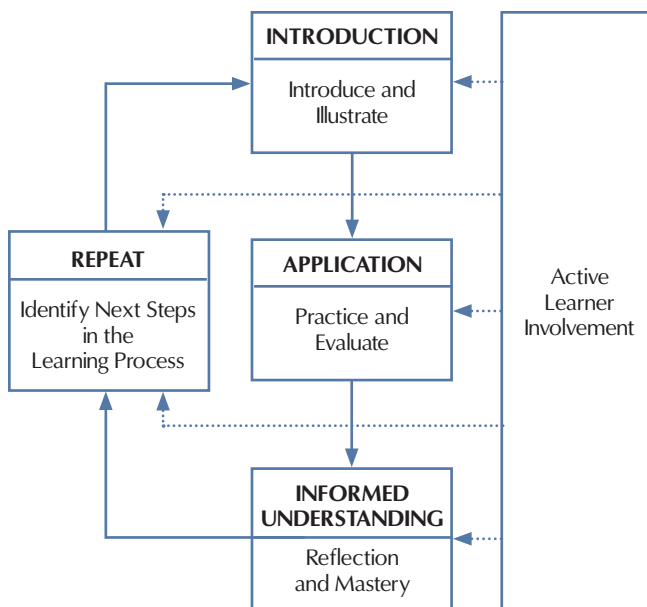 INTRODUCTION
Introduce and
Illustrate
REPEAT
Identify Next Steps
in the
Learning Process
APPLICATION
Practice and
Evaluate
Active
Learner
Involvement
INFORMED
UNDERSTANDING
Reflection
and Mastery